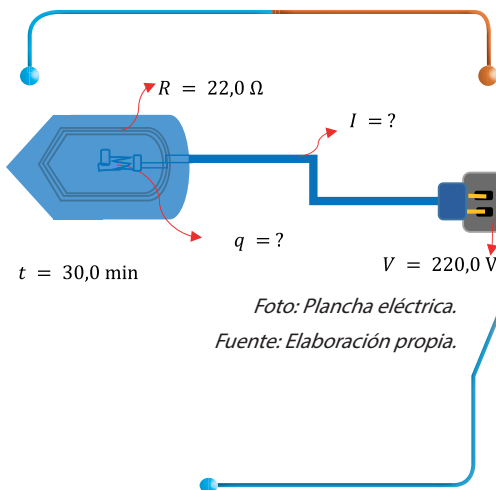 R = 22,0 Ω
I = ?
q = ?
t = 30,0 min
V = 220,0 V
Foto: Plancha eléctrica.
Fuente: Elaboración propia.